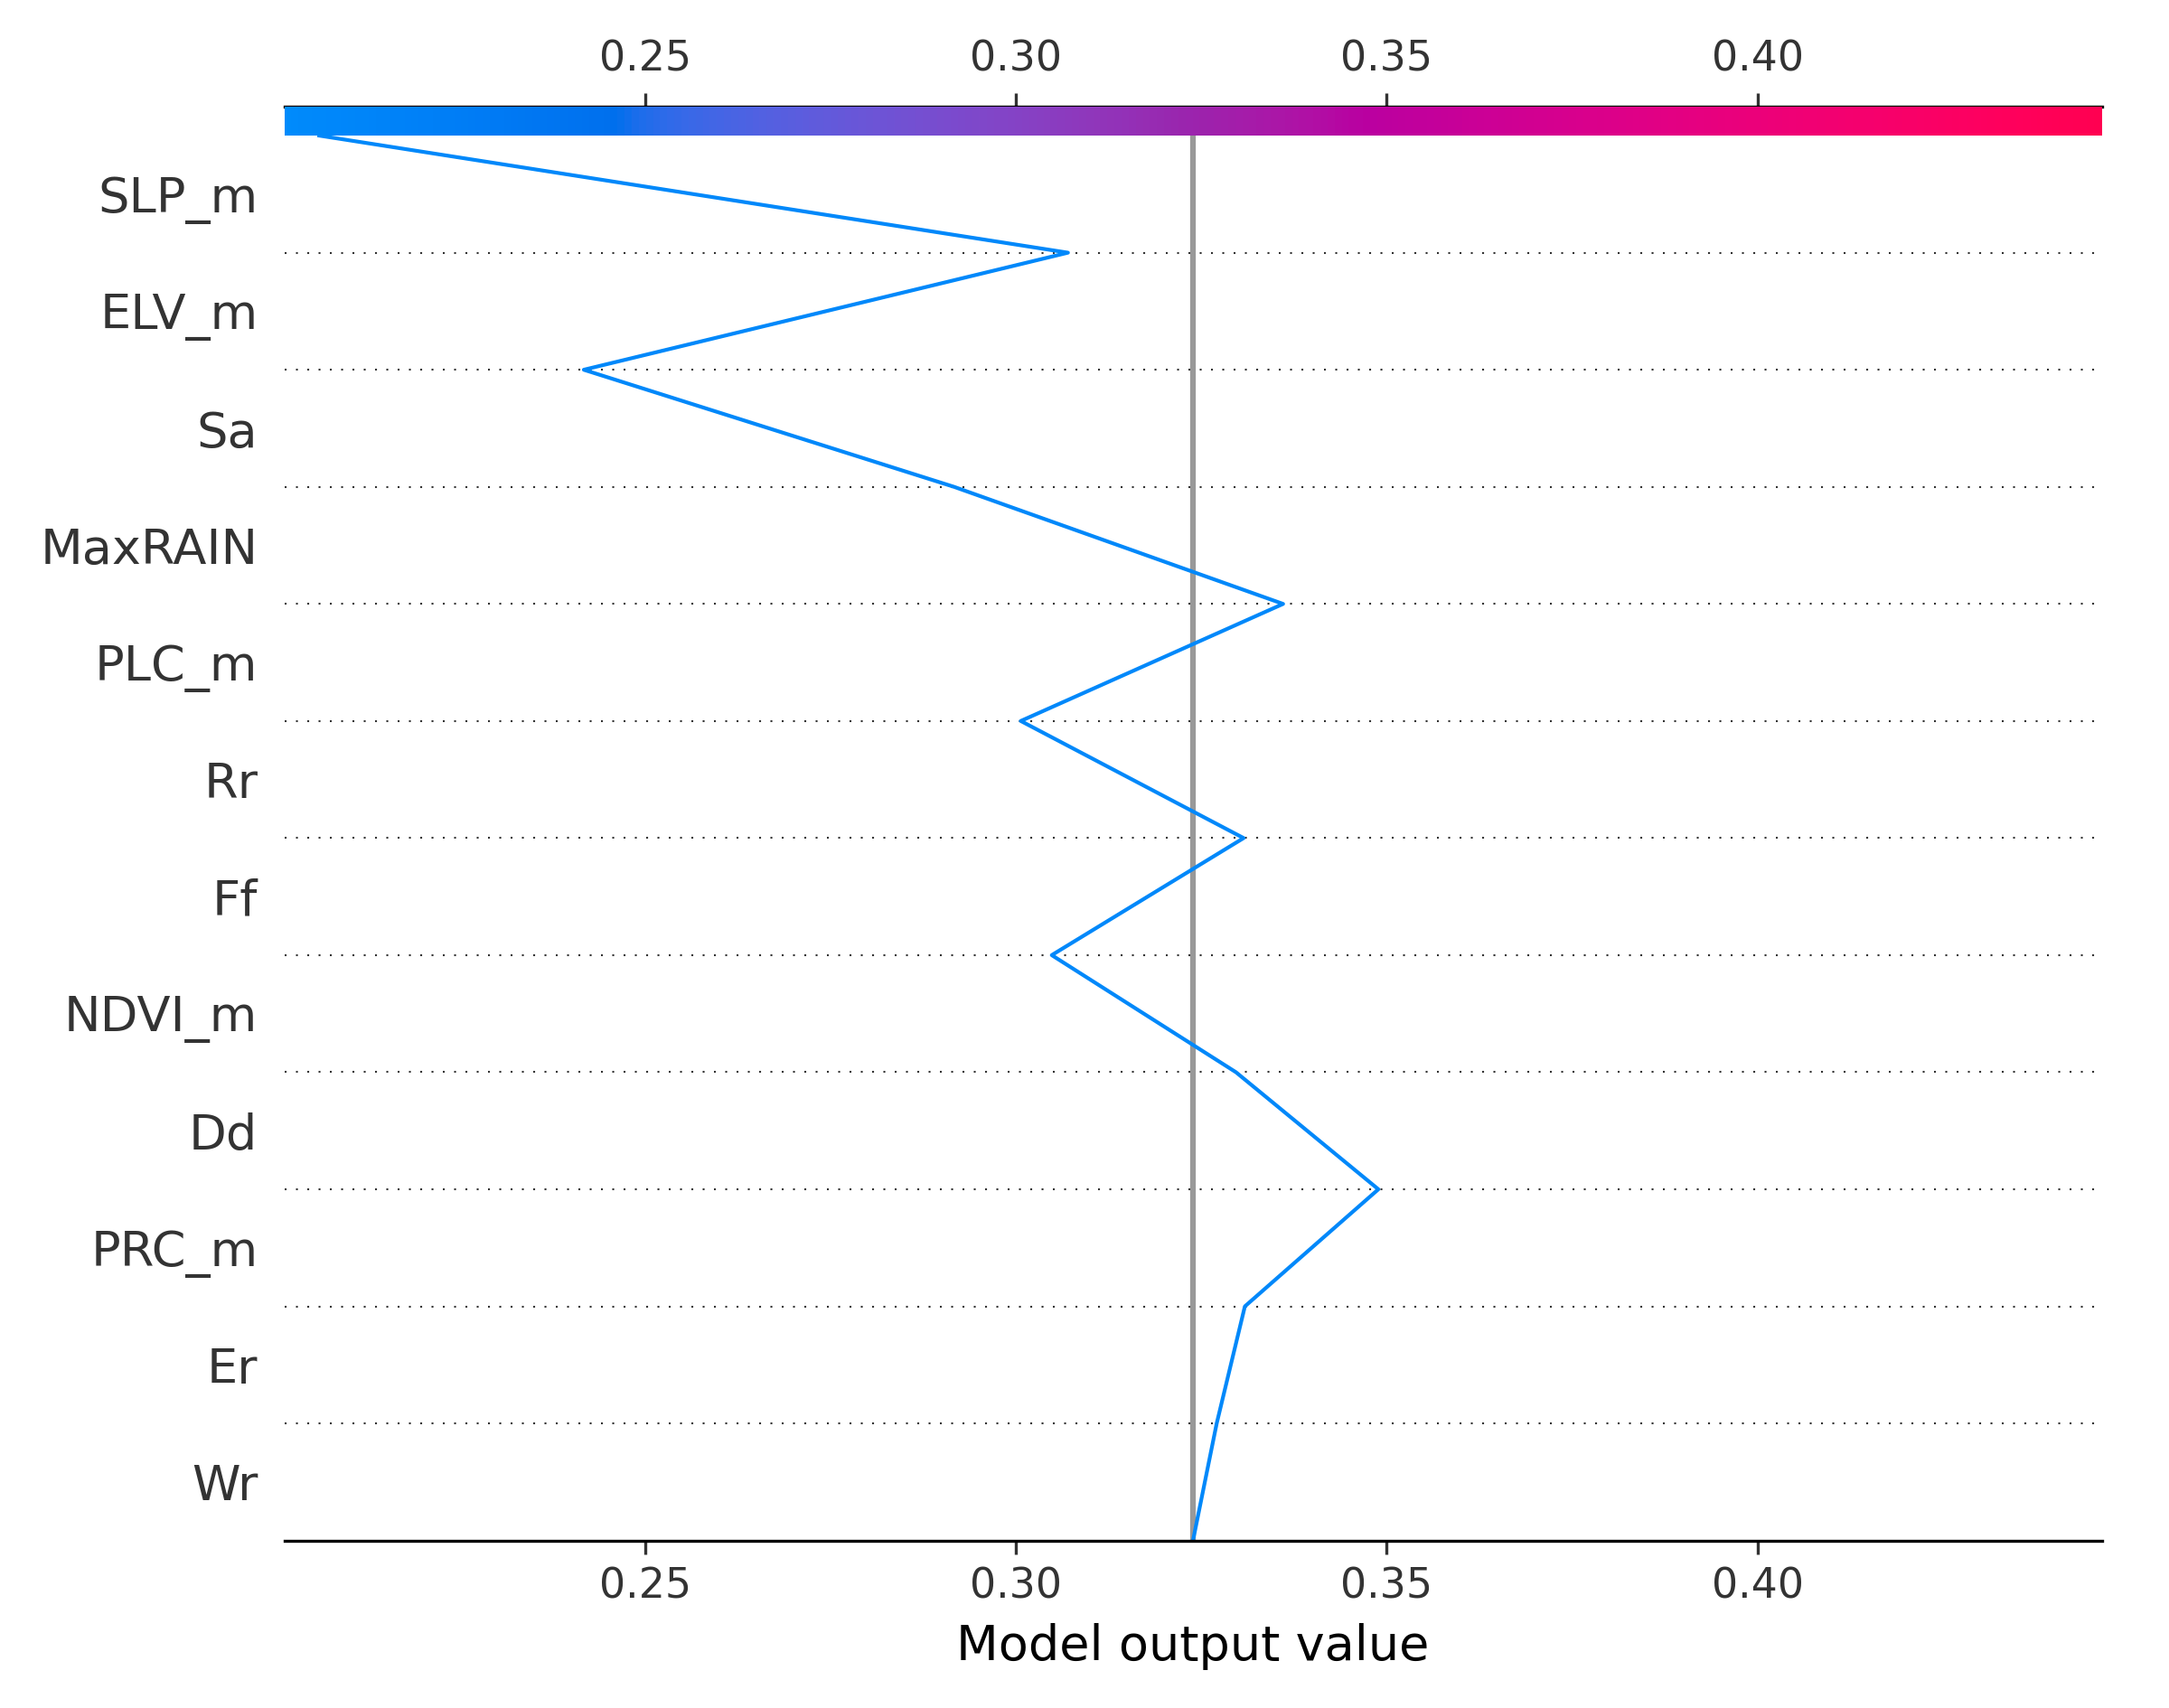 0.25 0.30 0.35 0.40
SLP_m
ELV_m
Sa
MaxRAIN
PLC_m
Rr
Ff
NDVI_m
Dd
PRC_m
Er
Wr
0.25 0.30 0.35 0.40
Model output value